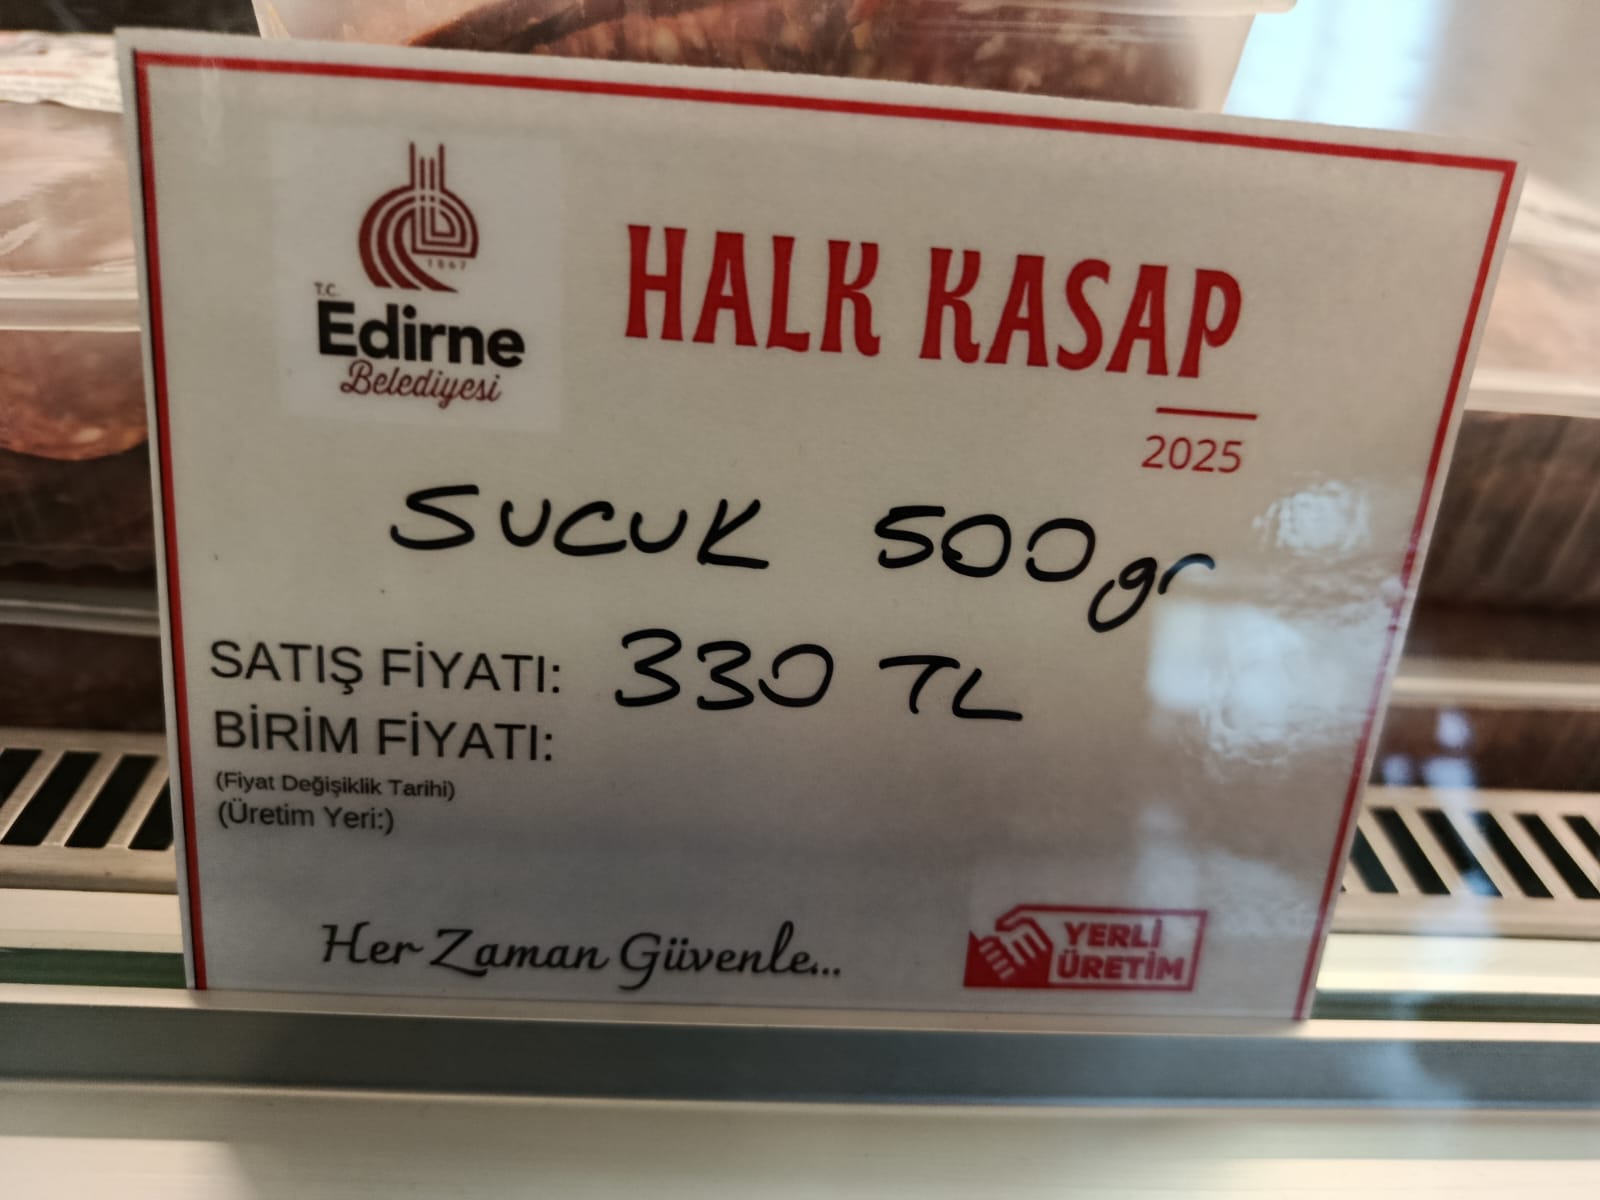 1867
T.C.
Edirne
Belediyesi
HALK KASAP
2025
SUCUK 500gr
SATIŞ FİYATI: 330 TL
BİRİM FİYATI:
(Fiyat Değişiklik Tarihi)
(Üretim Yeri:)
Her Zaman Güvenle...
YERLİ
ÜRETİM